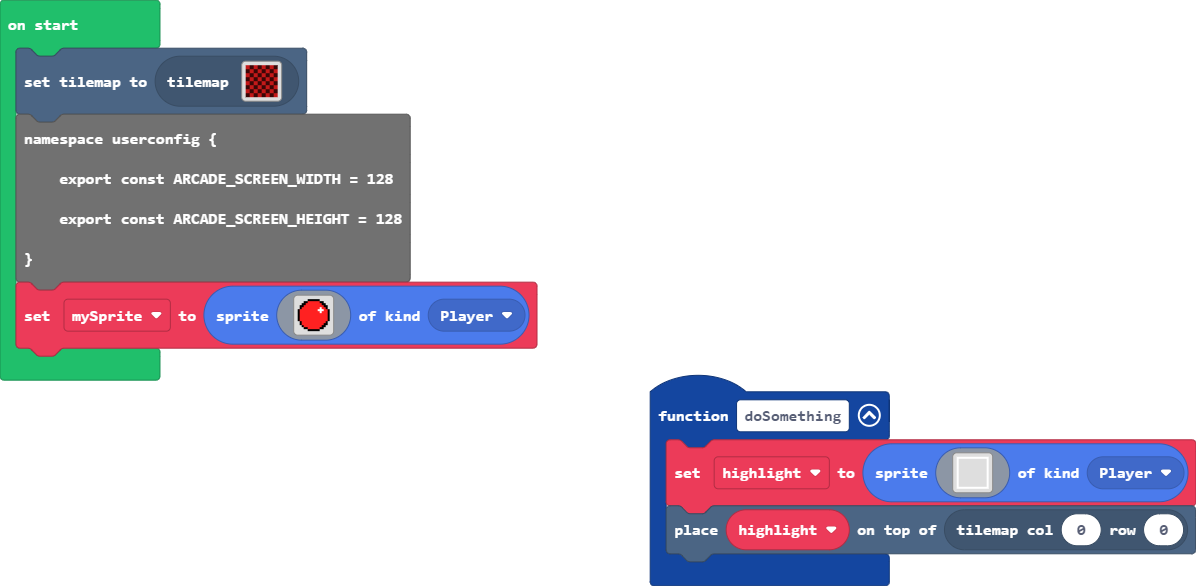 on start
set tilemap to tilemap
namespace userconfig {
export const ARCADE_SCREEN_WIDTH = 128
export const ARCADE_SCREEN_HEIGHT = 128
}
set mySprite to sprite of kind Player
function doSomething
set highlight to sprite of kind Player
place highlight on top of tilemap col 0 row 0